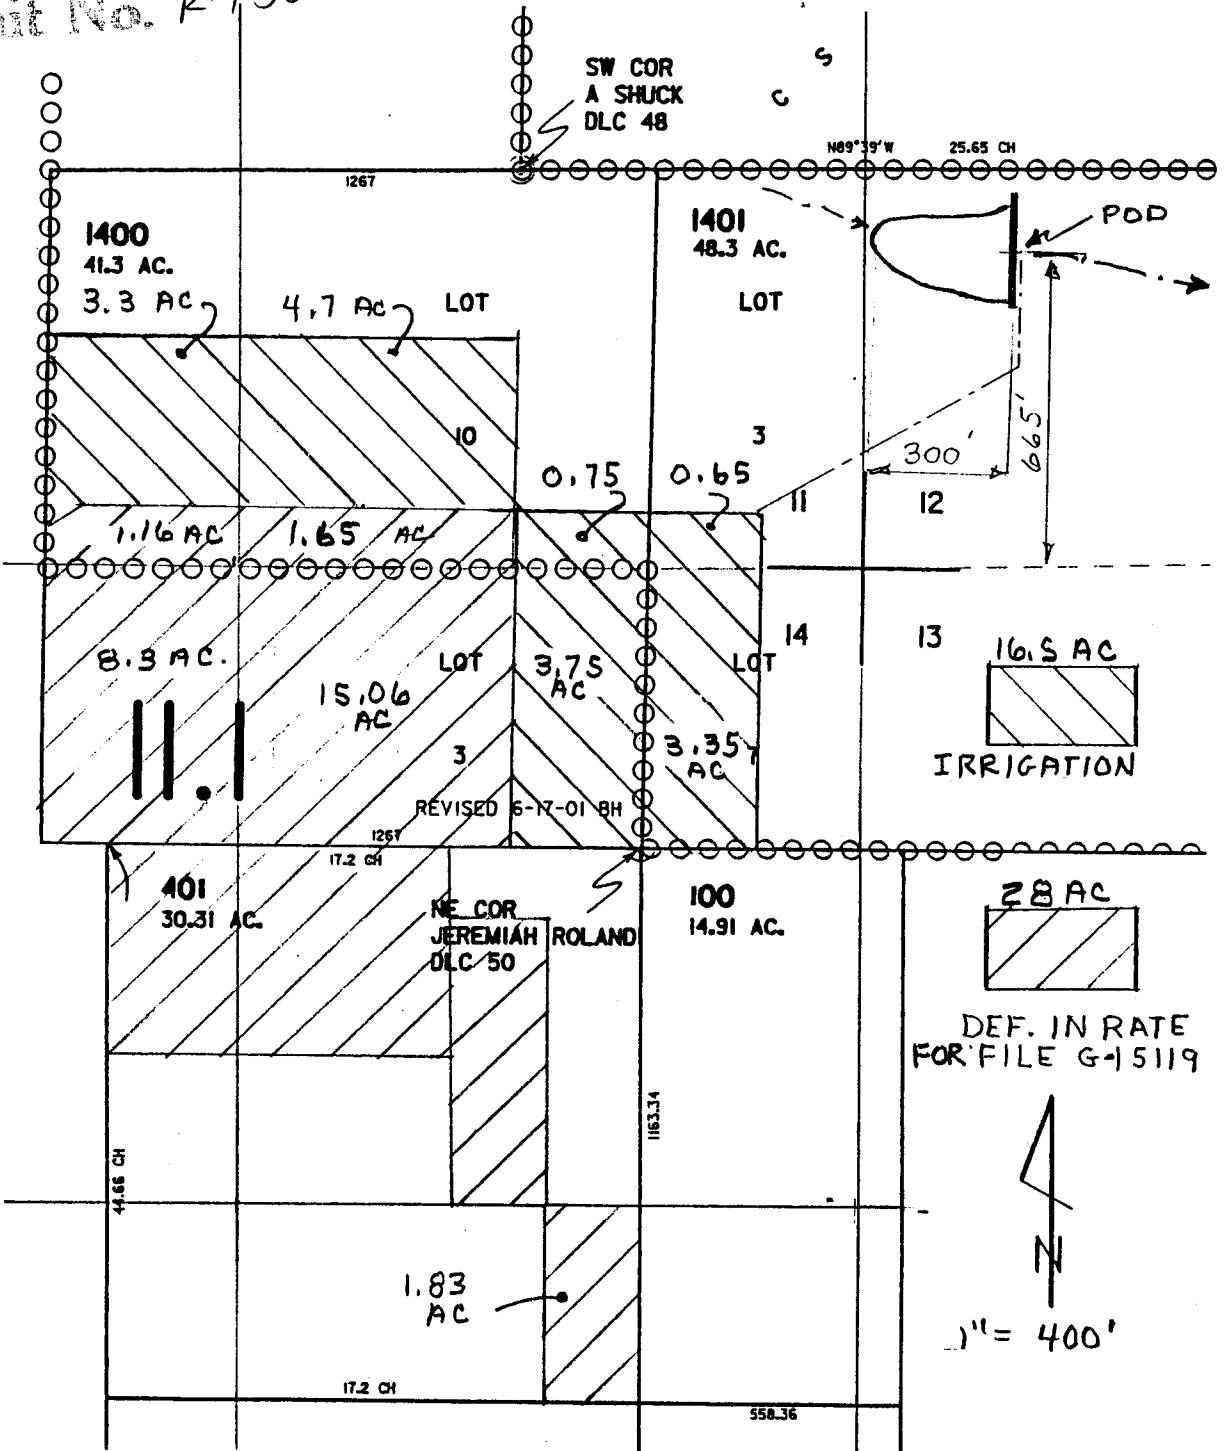 mit No.
SW COR
A SHUCK
DLC 48
S
C
N89°39'W 25.65 CH
1267
1400
41.3 AC.
3.3 AC
4.7 AC
LOT
1401
48.3 AC.
LOT
POD
10
3
0.75
0.65
300'
665'
11
12
1.16 AC
1.65 AC
8.3 AC.
15.06
AC
LOT
3.75
AC
LOT
14
13
16.5 AC
IRRIGATION
3
3.35
AC
11.1
REVISED 6-17-01 BH
1267
17.2 CH
401
30.31 AC.
NE COR
JEREMIAH ROLAND
DLC 50
100
14.91 AC.
28 AC
DEF. IN RATE
FOR FILE G-15119
44.66 CH
1163.34
N
1.83
AC
1" = 400'
17.2 CH
558.36